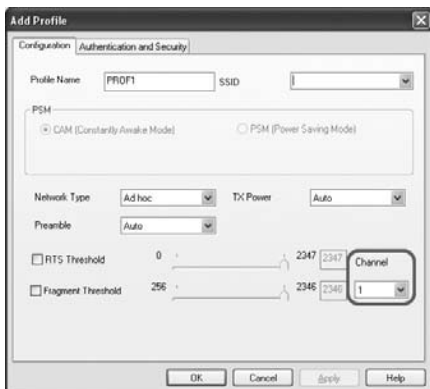 Add Profile
Configuration Authentication and Security
Profile Name PROF1 SSID
PSM
CAM (Constantly Awake Mode) PSM (Power Saving Mode)
Network Type Ad hoc TX Power Auto
Preamble Auto
RTS Threshold 0 2347 2347 Channel
Fragment Threshold 256 2346 2346 1
OK Cancel Apply Help